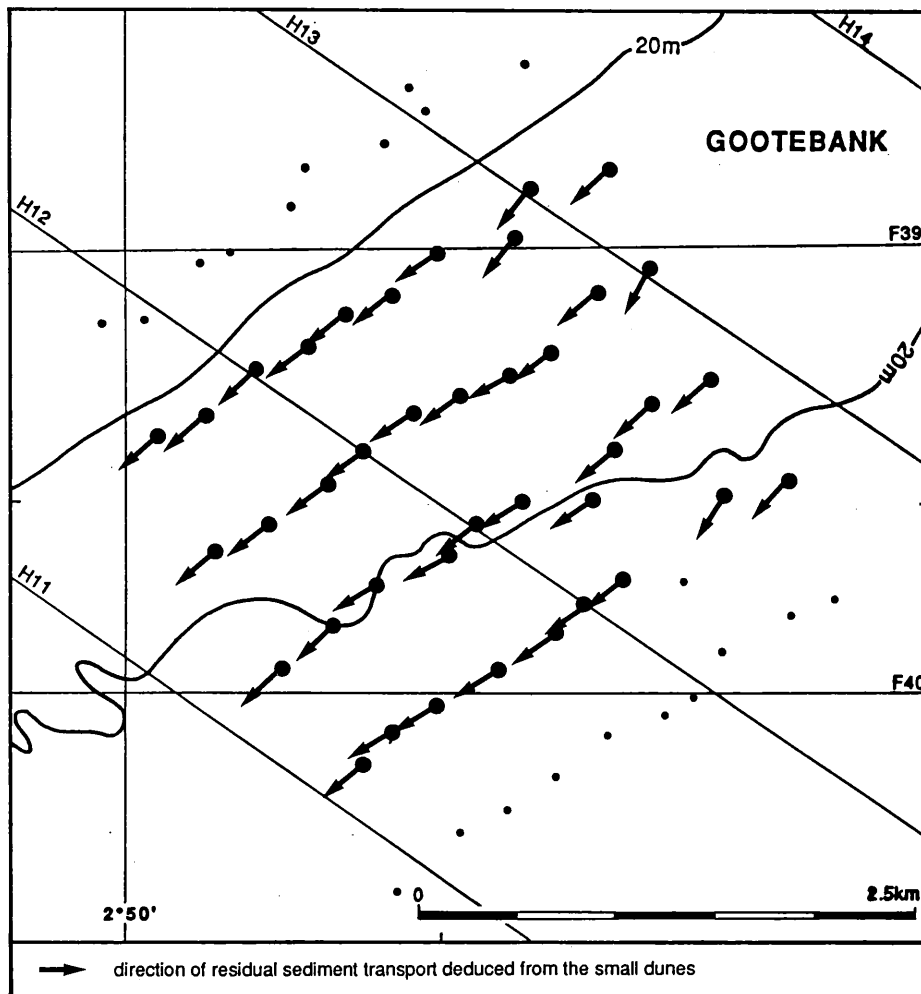 H13
20m
H14
GOOTEBANK
H12
F39
20m
H11
F40
0
2.5km
2°50'
direction of residual sediment transport deduced from the small dunes